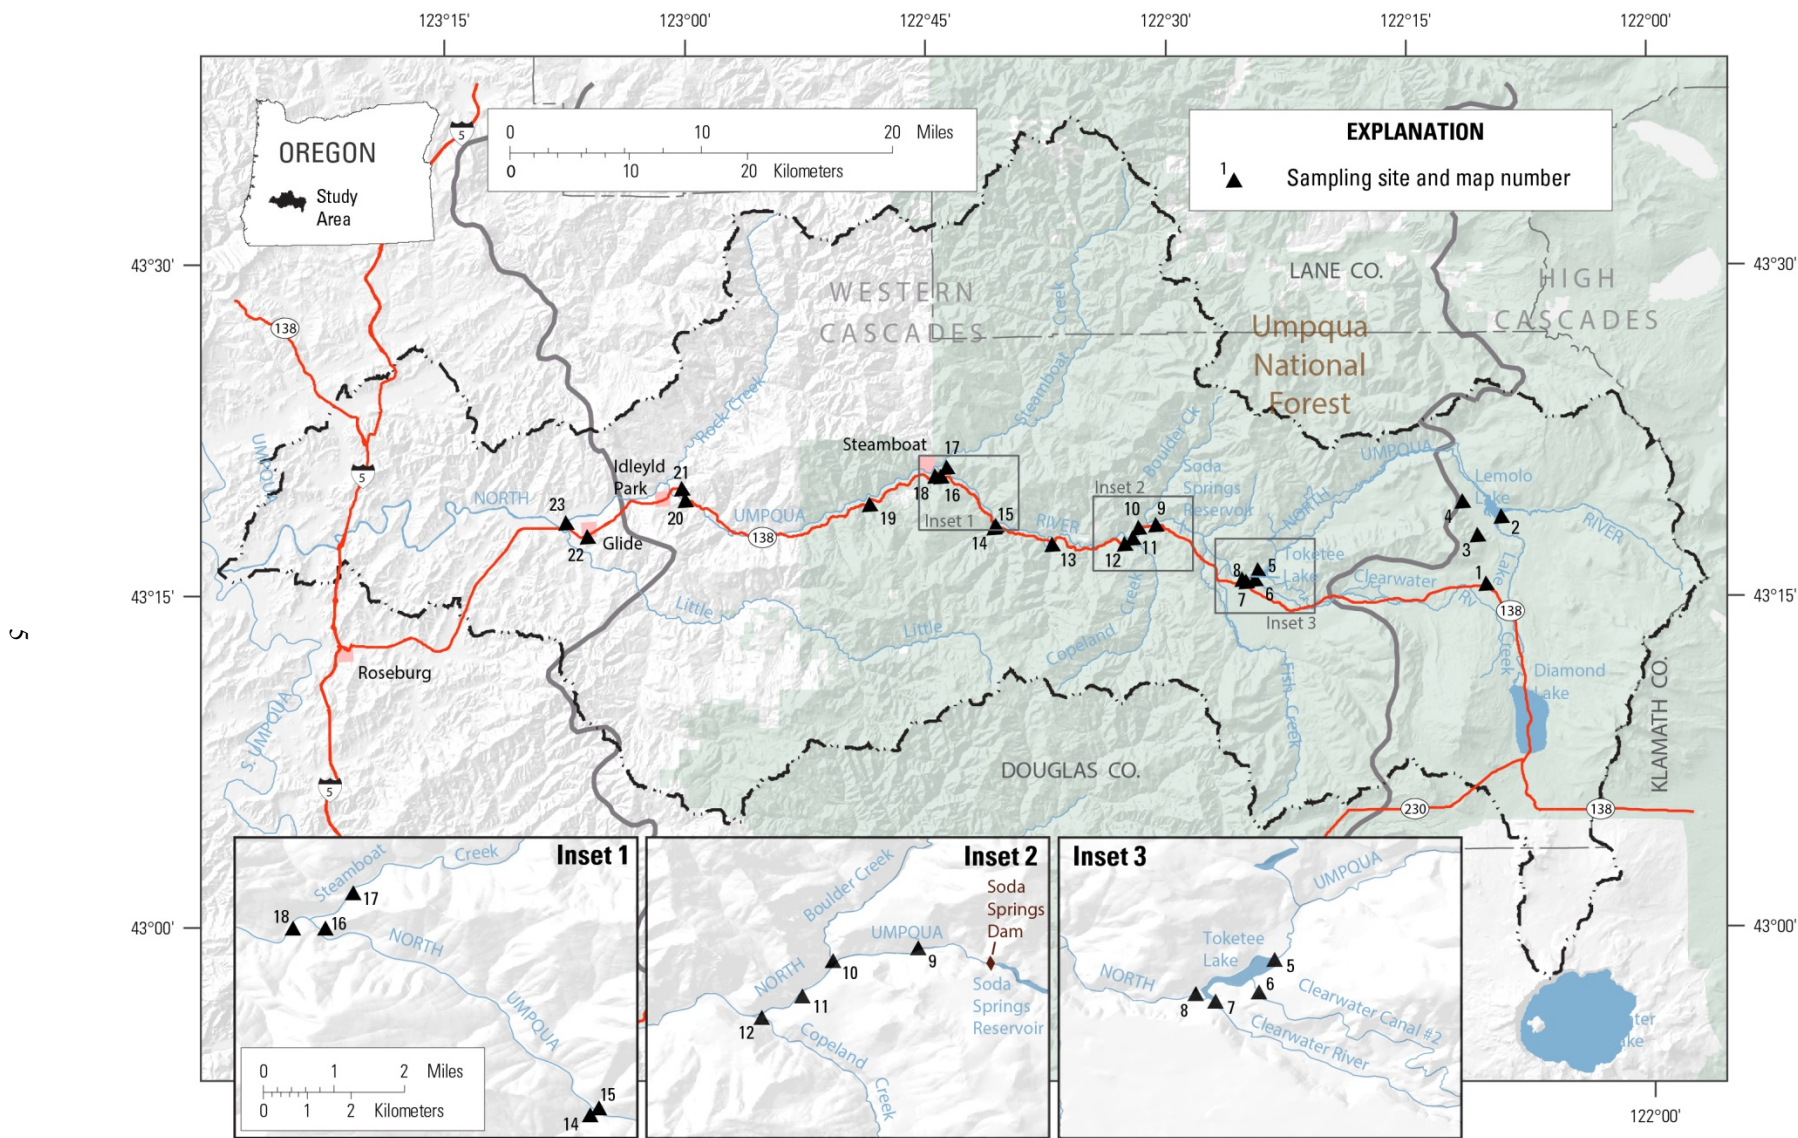 123°15'
123°00'
122°45'
122°30'
122°15'
122°00'
5
OREGON
Study
Area
5
0
10
20
Miles
0
10
20
Kilometers
EXPLANATION
1
Sampling site and map number
43°30'
43°30'
LANE CO.
HIGH
CASCADES
WESTERN
CASCADES
Umpqua
National
Forest
138
Steamboat
Creek
Rock Creek
Boulder Ck
UMPQUA
Steamboat
17
Soda
Springs
Reservoir
UMPQUA
Lemolo
Lake
5
Idleyld
Park
21
NORTH
23
20
UMPQUA
18
16
19
Inset 1
15
14
RIVER
Inset 2
10
9
11
12
13
NORTH
4
2
3
RIVER
22
Glide
138
Toketee
Lake
5
8
7
6
Inset 3
Clearwater
Rv
1
Lake
Creek
138
43°15'
43°15'
Little
Little
Copeland
Creek
Fish Creek
Diamond
Lake
Roseburg
S. UMPQUA
5
DOUGLAS CO.
KLAMATH CO.
230
138
43°00'
43°00'
Inset 1
Steamboat
Creek
17
18
16
NORTH
UMPQUA
15
14
0
1
2
Miles
0
1
2
Kilometers
Inset 2
Boulder Creek
Soda
Springs
Dam
UMPQUA
9
10
NORTH
11
12
Soda
Springs
Reservoir
Copeland
Creek
Inset 3
UMPQUA
Toketee
Lake
5
NORTH
6
8
7
Clearwater Canal #2
Clearwater River
ter
ke
122°00'
5